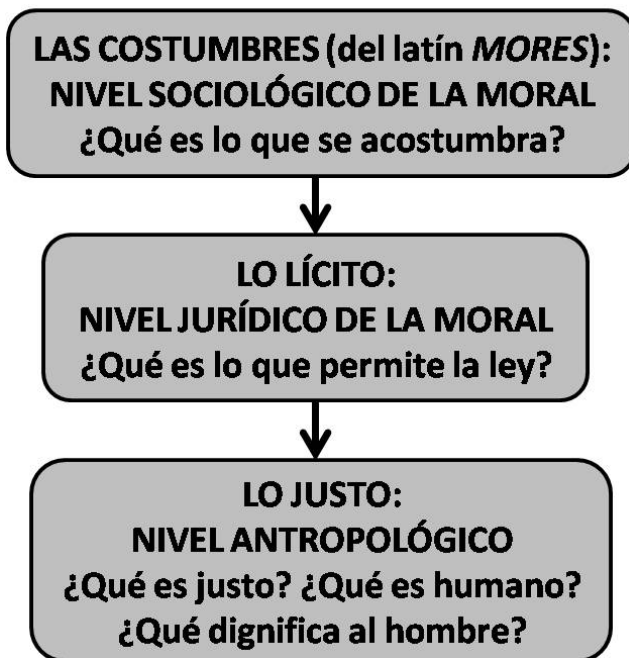 LAS COSTUMBRES (del latín MORES):
NIVEL SOCIOLÓGICO DE LA MORAL
¿Qué es lo que se acostumbra?
LO LÍCITO:
NIVEL JURÍDICO DE LA MORAL
¿Qué es lo que permite la ley?
LO JUSTO:
NIVEL ANTROPOLÓGICO
¿Qué es justo? ¿Qué es humano?
¿Qué dignifica al hombre?